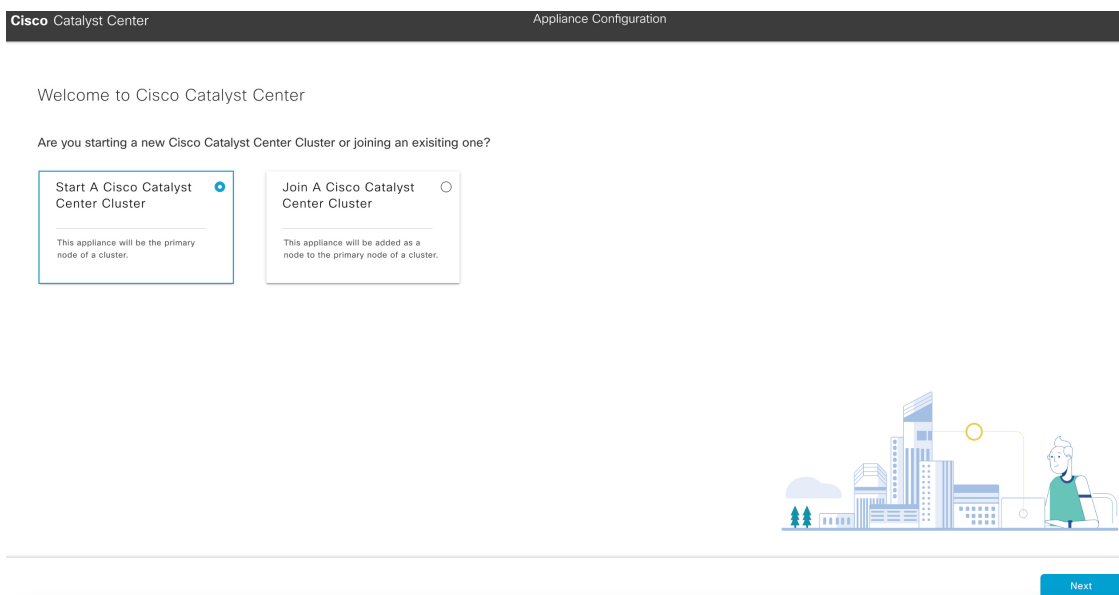 Cisco Catalyst Center
Appliance Configuration
Welcome to Cisco Catalyst Center
Are you starting a new Cisco Catalyst Center Cluster or joining an exisiting one?
Start A Cisco Catalyst
Center Cluster
This appliance will be the primary
node of a cluster.
Join A Cisco Catalyst
Center Cluster
This appliance will be added as a
node to the primary node of a cluster.
Next